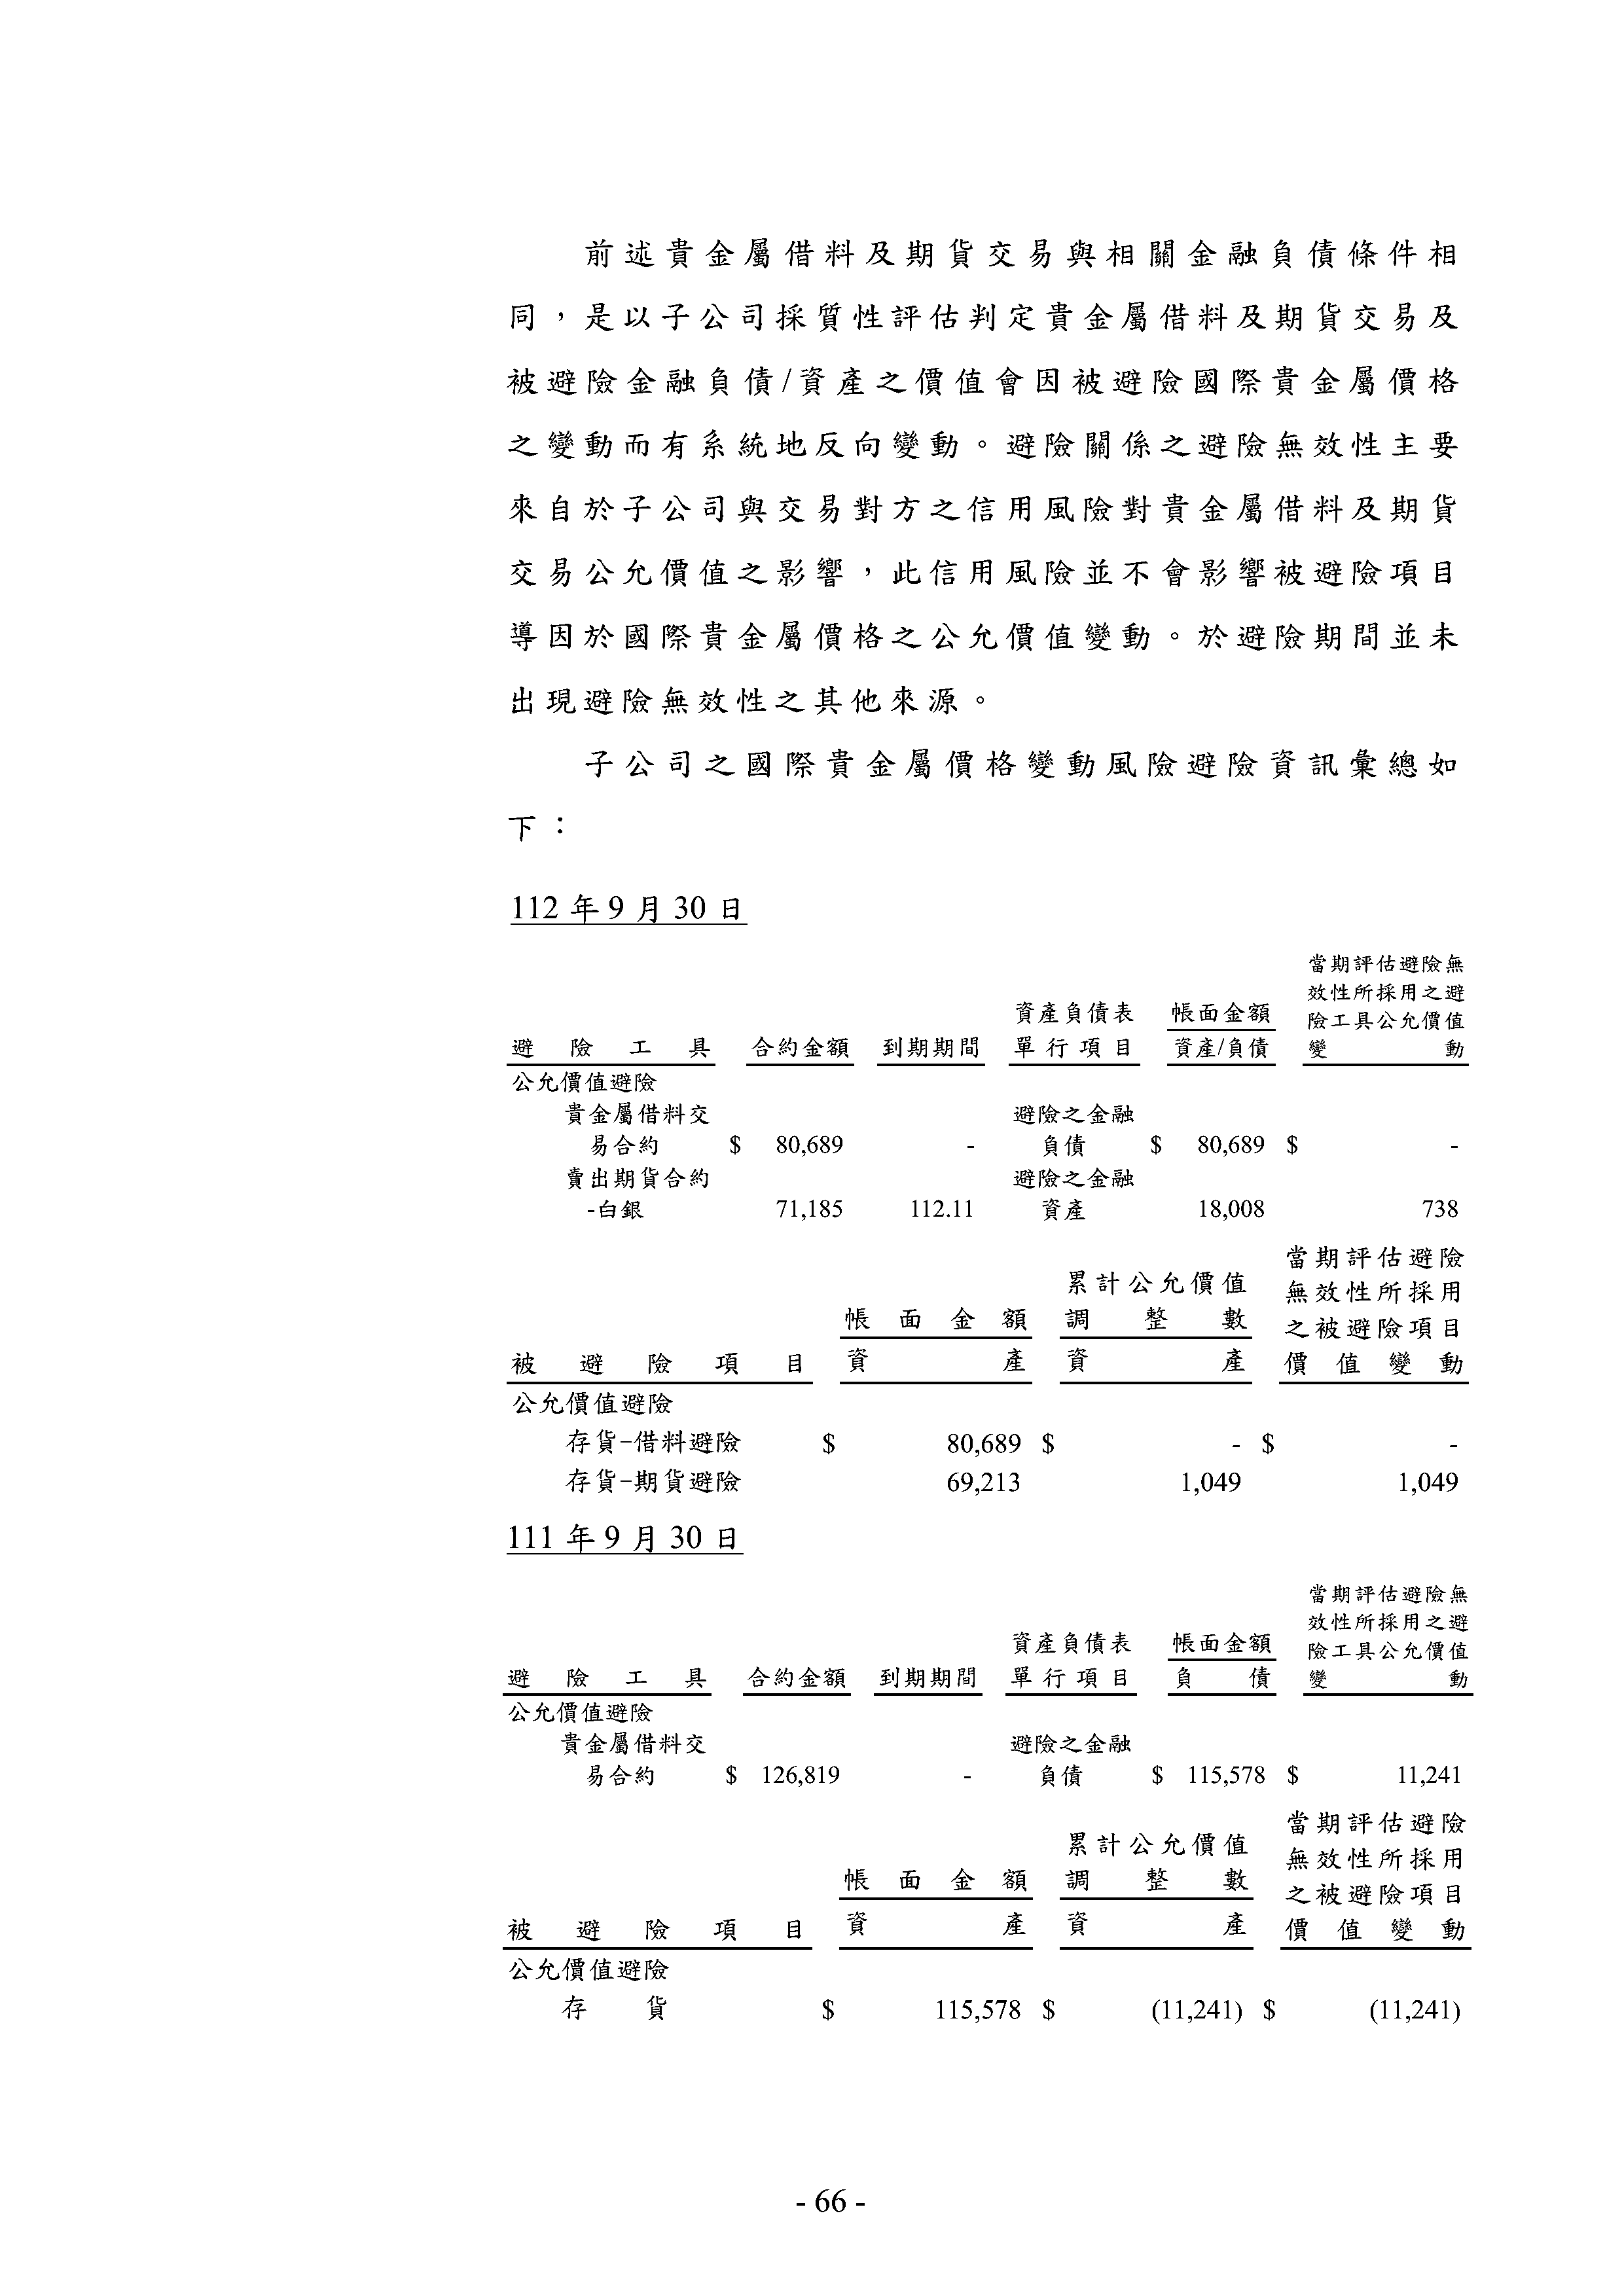 前述貴金屬借料及期貨交易與相關金融負債條件相
同，是以子公司採質性評估判定貴金屬借料及期貨交易及
被避險金融負債/資產之價值會因被避險國際貴金屬價格
之變動而有系統地反向變動。避險關係之避險無效性主要
來自於子公司與交易對方之信用風險對貴金屬借料及期貨
交易公允價值之影響，此信用風險並不會影響被避險項目
導因於國際貴金屬價格之公允價值變動。於避險期間並未
出現避險無效性之其他來源。
子公司之國際貴金屬價格變動風險避險資訊彙總如
下：
112 年 9 月 30 日
當期評估避險無
效性所採用之避
資產負債表 帳面金額 險工具公允價值
避險工具 合約金額 到期期間 單行項目 資產/負債 變動
公允價值避險
貴金屬借料交 避險之金融
易合約 $ 80,689 - 負債 $ 80,689 $ -
賣出期貨合約 避險之金融
-白銀 71,185 112.11 資產 18,008 738
當期評估避險
累計公允價值 無效性所採用
帳面金額 調整數 之被避險項目
被避險項目 資產 資產 價值變動
公允價值避險
存貨-借料避險 $ 80,689 $ - $ -
存貨-期貨避險 69,213 1,049 1,049
111 年 9 月 30 日
當期評估避險無
效性所採用之避
資產負債表 帳面金額 險工具公允價值
避險工具 合約金額 到期期間 單行項目 負債 變動
公允價值避險
貴金屬借料交 避險之金融
易合約 $ 126,819 - 負債 $ 115,578 $ 11,241
當期評估避險
累計公允價值 無效性所採用
帳面金額 調整數 之被避險項目
被避險項目 資產 資產 價值變動
公允價值避險
存貨 $ 115,578 $ (11,241) $ (11,241)
- 66 -